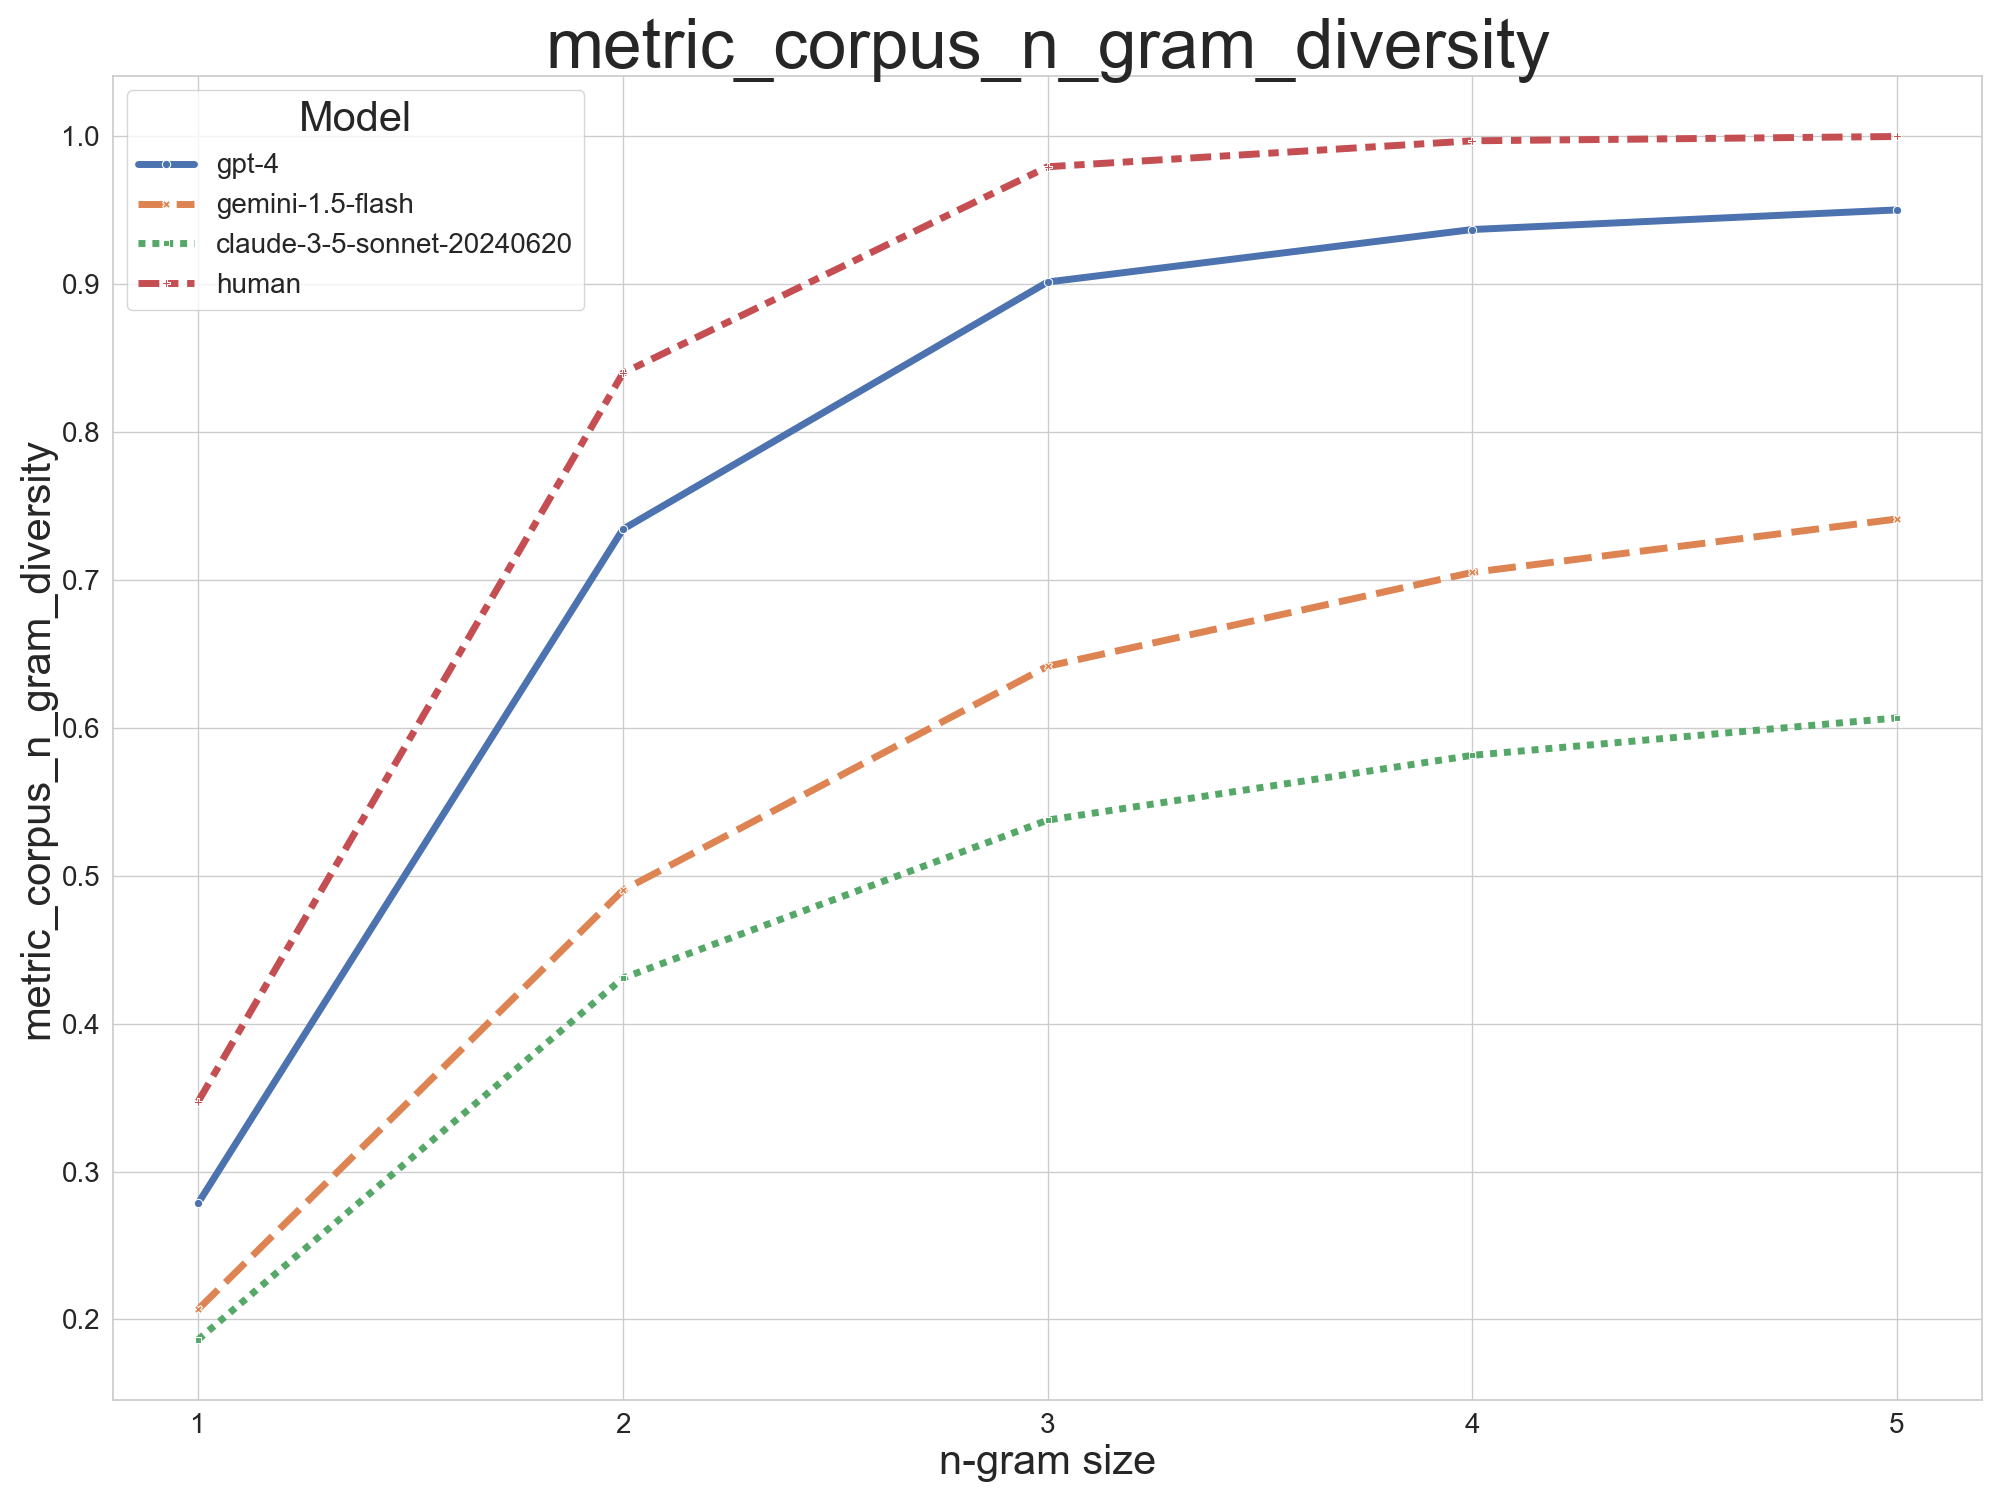 metric_corpus_n_gram_diversity
Model
gpt-4
gemini-1.5-flash
claude-3-5-sonnet-20240620
human
metric_corpus_n_gram_diversity
1.0
0.9
0.8
0.7
0.6
0.5
0.4
0.3
0.2
1 2 3 4 5
n-gram size